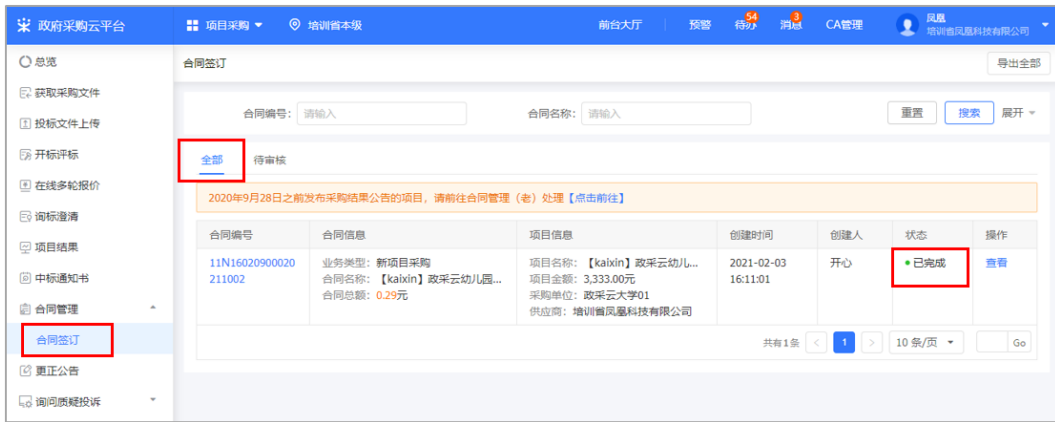 政府采购云平台
项目采购
培训省本级
前台大厅
预警
待办
54
消息
3
CA管理
凤凰
培训省凤凰科技有限公司
总览
获取采购文件
投标文件上传
开标评标
在线多轮报价
询标澄清
项目结果
中标通知书
合同管理
合同签订
更正公告
询问质疑投诉
合同签订
导出全部
合同编号: 请输入
合同名称: 请输入
重置
搜索
展开
全部
待审核
2020年9月28日之前发布采购结果公告的项目，请前往合同管理（老）处理【点击前往】
合同编号 合同信息 项目信息 创建时间 创建人 状态 操作
11N16020900020
211002
业务类型: 新项目采购
合同名称: 【kaixin】政采云幼儿园...
合同总额: 0.29元
项目名称: 【kaixin】政采云幼儿...
项目金额: 3,333.00元
采购单位: 政采云大学01
供应商: 培训省凤凰科技有限公司
2021-02-03
16:11:01
开心
已完成
查看
共有1条 < 1 > 10 条/页 Go